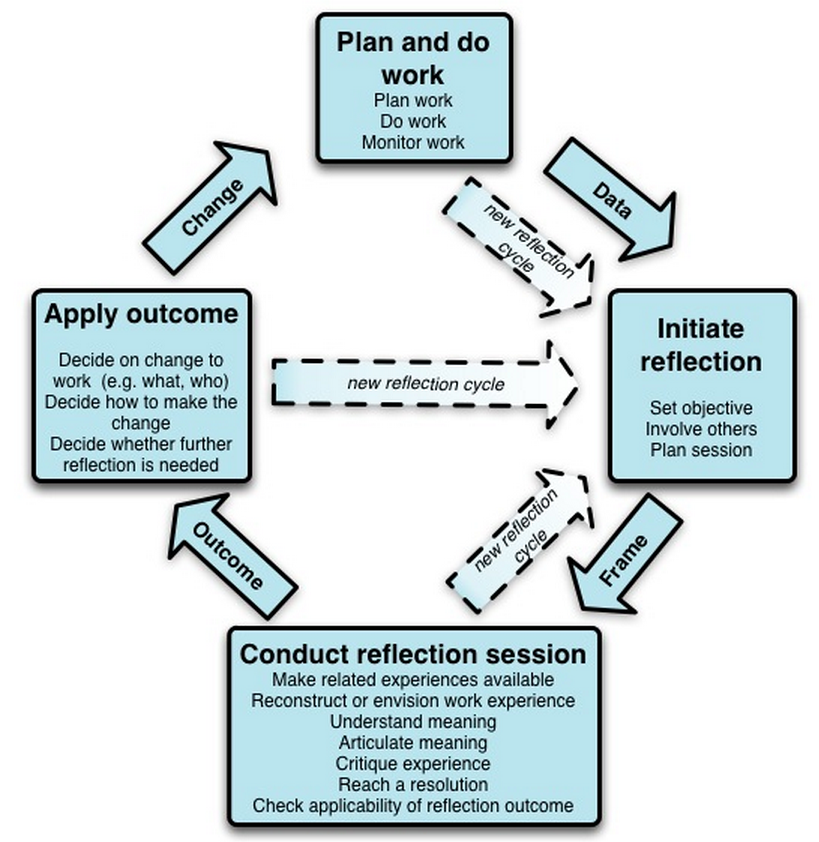 Plan and do
work
Plan work
Do work
Monitor work
Change
Data
new reflection
cycle
Apply outcome
Decide on change to
work (e.g. what, who)
Decide how to make the
change
Decide whether further
reflection is needed
new reflection cycle
Initiate
reflection
Set objective
Involve others
Plan session
Outcome
new reflection
cycle
Frame
Conduct reflection session
Make related experiences available
Reconstruct or envision work experience
Understand meaning
Articulate meaning
Critique experience
Reach a resolution
Check applicability of reflection outcome